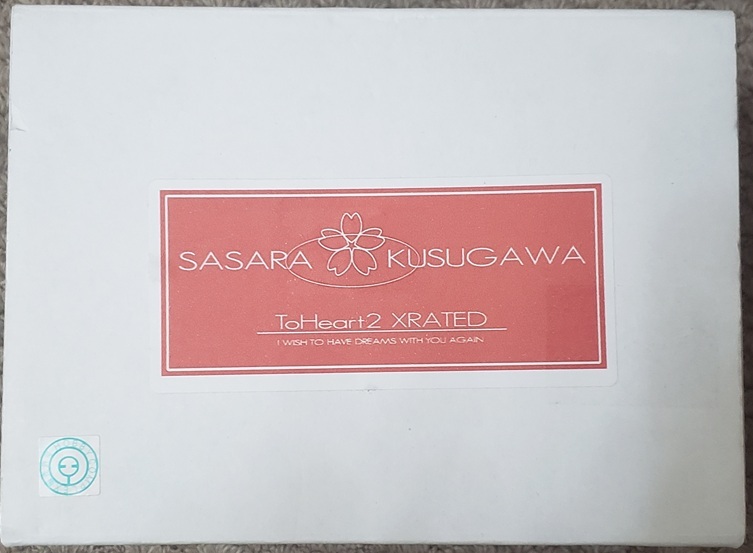 SASARA KUSUGAWA
ToHeart2 XRATED
I WISH TO HAVE DREAMS WITH YOU AGAIN